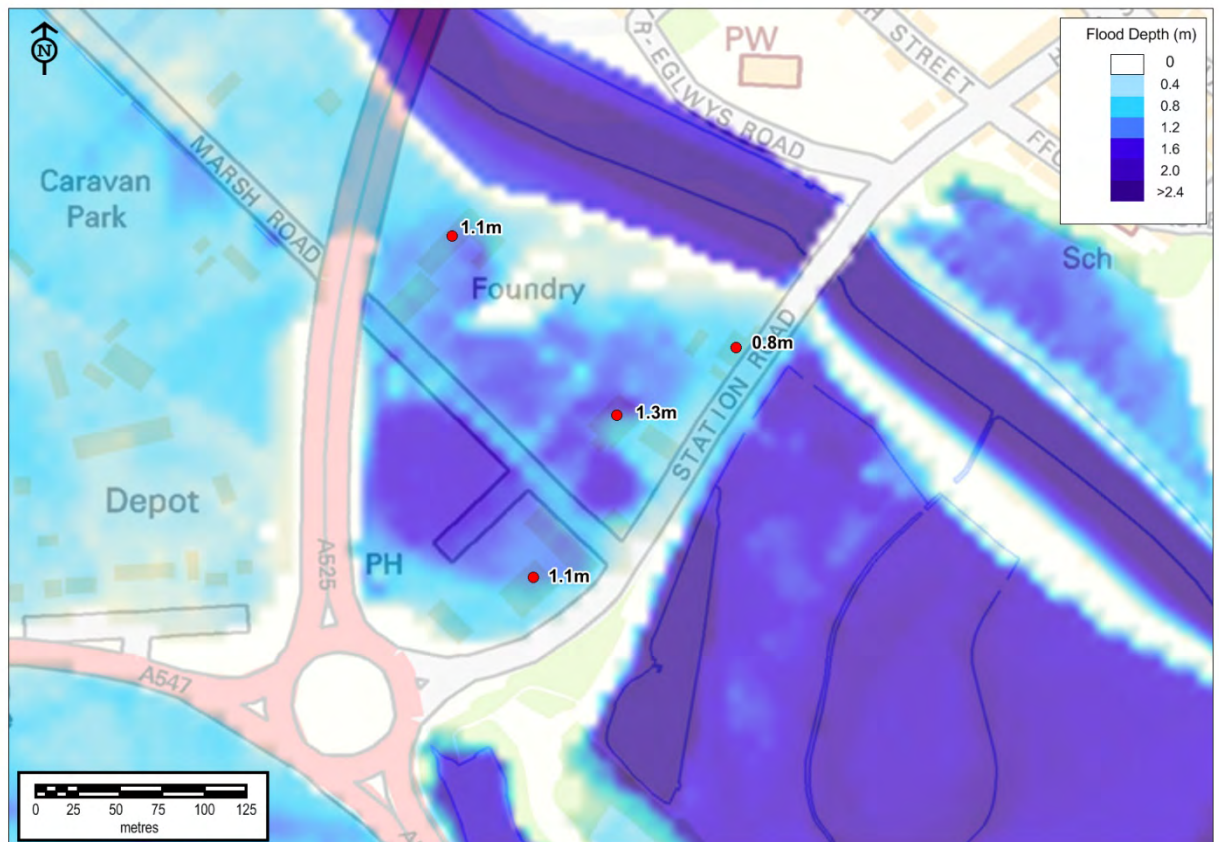 N
PW
H STREET
R-EGLWYS ROAD
Flood Depth (m)
0
0.4
0.8
1.2
1.6
2.0
>2.4
MARSH ROAD
Caravan
Park
1.1m
Foundry
Sch
0.8m
STATION ROAD
1.3m
Depot
A525
PH
1.1m
A547
0 25 50 75 100 125
metres